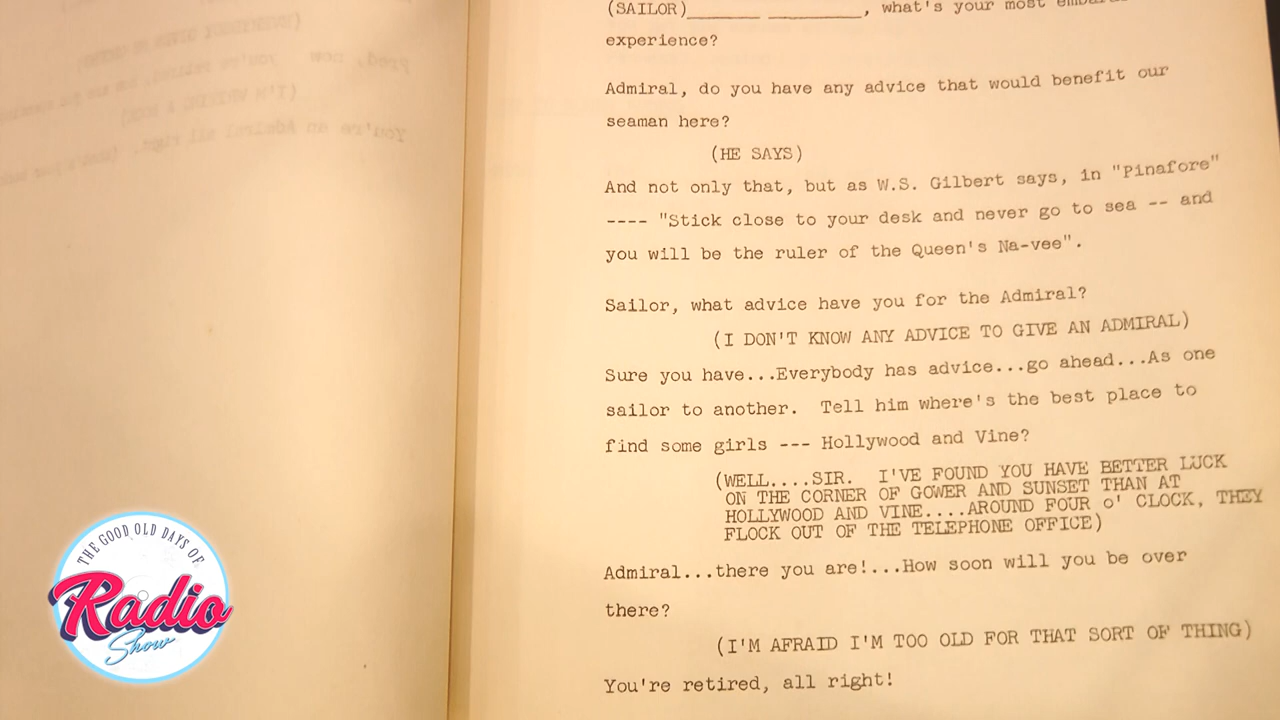 (SAILOR)________ __________, what's your most
experience?
Admiral, do you have any advice that would benefit our
seaman here?
(HE SAYS)
And not only that, but as W.S. Gilbert says, in "Pinafore"
---- "Stick close to your desk and never go to sea -- and
you will be the ruler of the Queen's Na-vee".
Sailor, what advice have you for the Admiral?
(I DON'T KNOW ANY ADVICE TO GIVE AN ADMIRAL)
Sure you have...Everybody has advice...go ahead...As one
sailor to another.  Tell him where's the best place to
find some girls --- Hollywood and Vine?
(WELL....SIR.  I'VE FOUND YOU HAVE BETTER LUCK
ON THE CORNER OF GOWER AND SUNSET THAN AT
HOLLYWOOD AND VINE....AROUND FOUR o' CLOCK, THEY
FLOCK OUT OF THE TELEPHONE OFFICE)
Admiral...there you are!...How soon will you be over
there?
(I'M AFRAID I'M TOO OLD FOR THAT SORT OF THING)
You're retired, all right!
THE GOOD OLD DAYS OF
Radio
Show